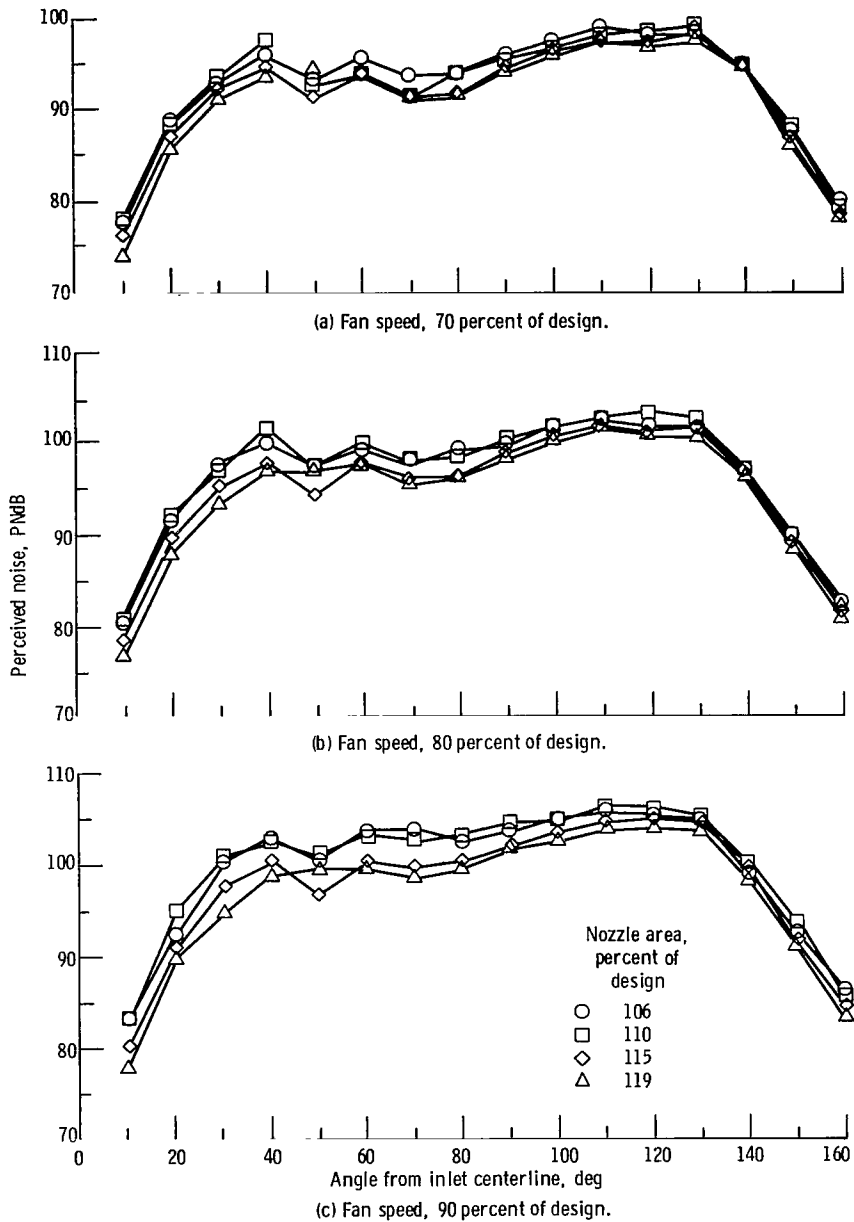 100
90
80
70
(a) Fan speed, 70 percent of design.
110
100
90
80
70
(b) Fan speed, 80 percent of design.
Perceived noise, PNdB
110
100
90
80
70
Nozzle area,
percent of
design
106
110
115
119
0 20 40 60 80 100 120 140 160
Angle from inlet centerline, deg
(c) Fan speed, 90 percent of design.